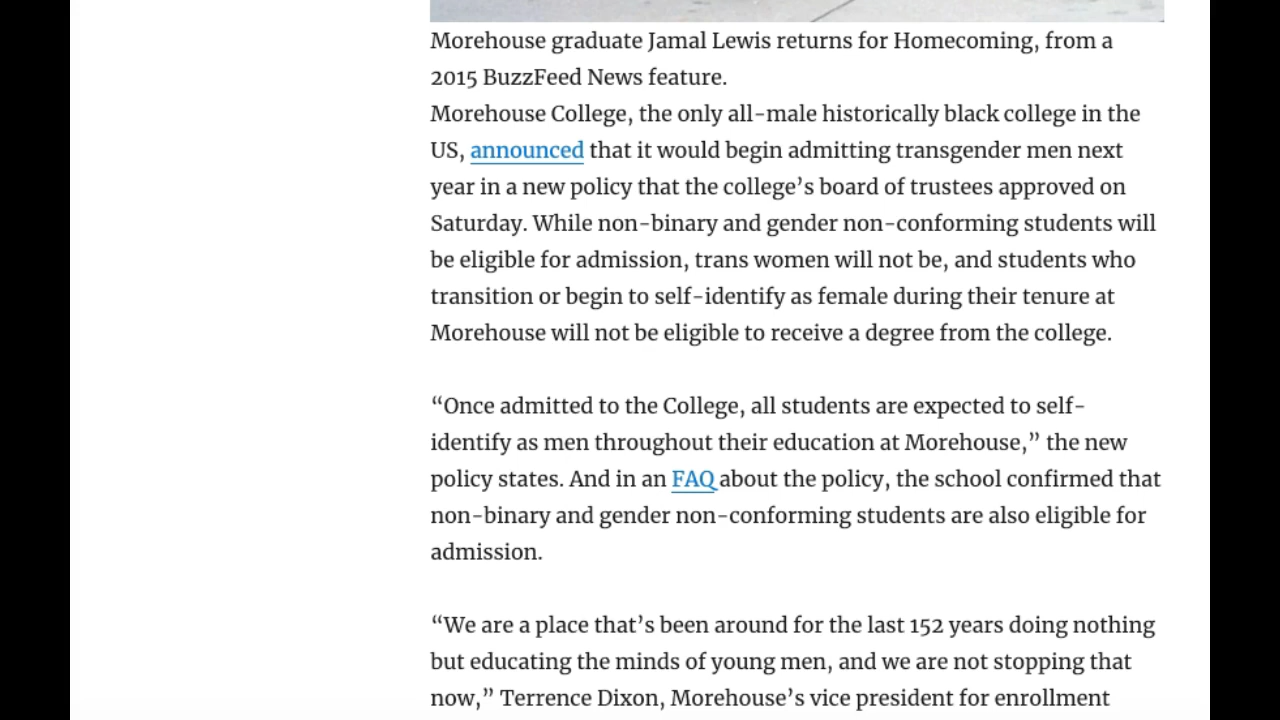 Morehouse graduate Jamal Lewis returns for Homecoming, from a
2015 BuzzFeed News feature.
Morehouse College, the only all-male historically black college in the
US, announced that it would begin admitting transgender men next
year in a new policy that the college’s board of trustees approved on
Saturday. While non-binary and gender non-conforming students will
be eligible for admission, trans women will not be, and students who
transition or begin to self-identify as female during their tenure at
Morehouse will not be eligible to receive a degree from the college.
“Once admitted to the College, all students are expected to self-
identify as men throughout their education at Morehouse,” the new
policy states. And in an FAQ about the policy, the school confirmed that
non-binary and gender non-conforming students are also eligible for
admission.
“We are a place that’s been around for the last 152 years doing nothing
but educating the minds of young men, and we are not stopping that
now,” Terrence Dixon, Morehouse’s vice president for enrollment